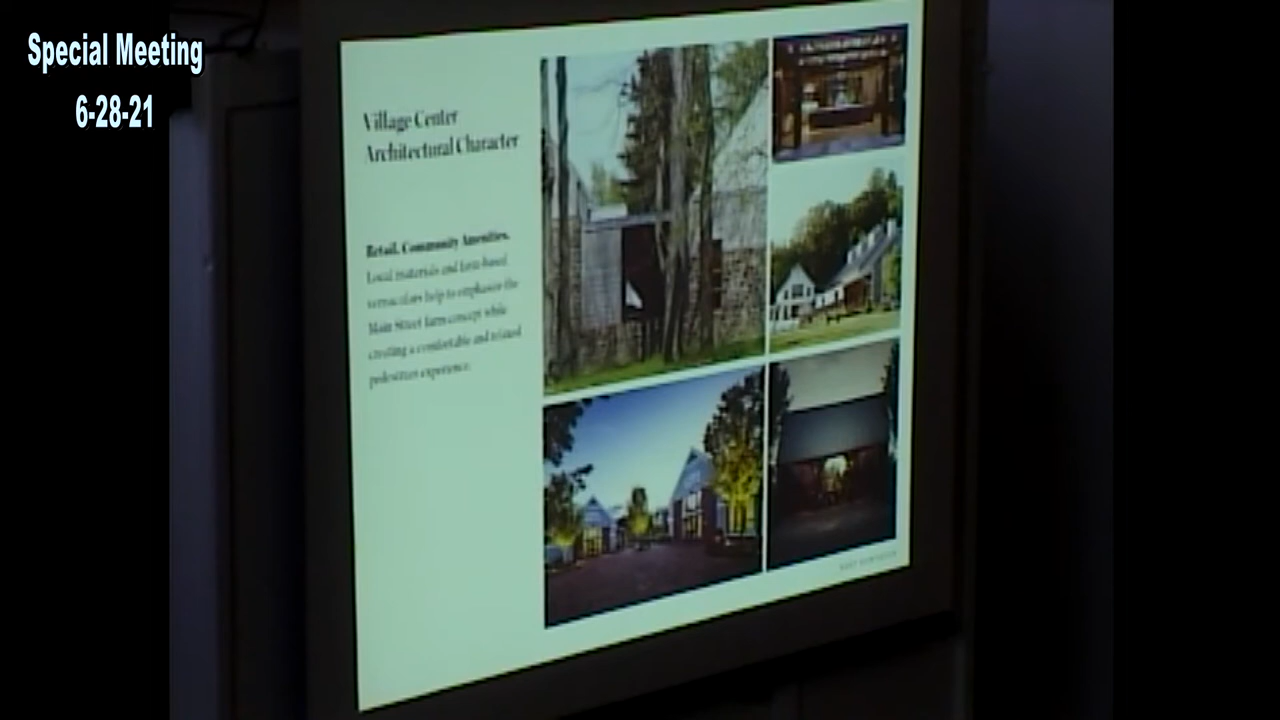 Special Meeting
6-28-21
Village Center
Architectural Character
Retail. Community Amenities.
Local materials and farm-based
vernaculars help to emphasize the
Main Street farm concept while
creating a comfortable and related
pedestrian experience.